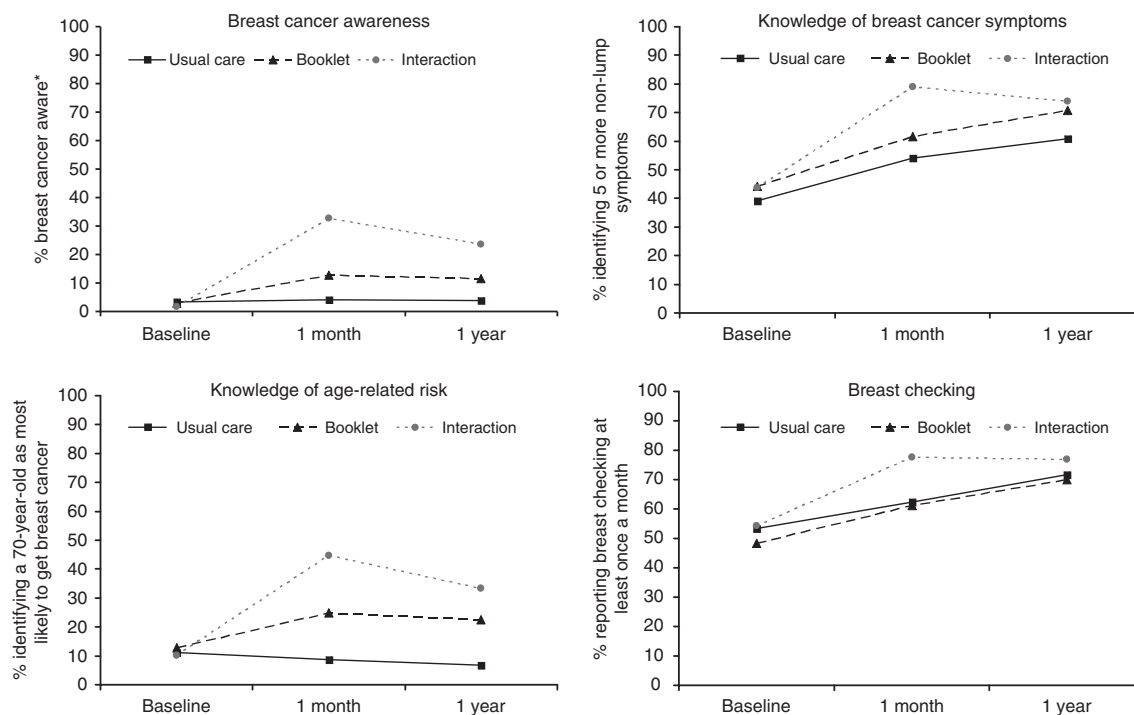 Breast cancer awareness
100
90
80
70
60
50
40
30
20
10
0
Usual care
Booklet
Interaction
% breast cancer aware*
Baseline
1 month
1 year
Knowledge of breast cancer symptoms
100
90
80
70
60
50
40
30
20
10
0
Usual care
Booklet
Interaction
% identifying 5 or more non-lump
symptoms
Baseline
1 month
1 year
Knowledge of age-related risk
100
90
80
70
60
50
40
30
20
10
0
Usual care
Booklet
Interaction
% identifying a 70-year-old as most
likely to get breast cancer
Baseline
1 month
1 year
Breast checking
100
90
80
70
60
50
40
30
20
10
0
Usual care
Booklet
Interaction
% reporting breast checking at
least once a month
Baseline
1 month
1 year